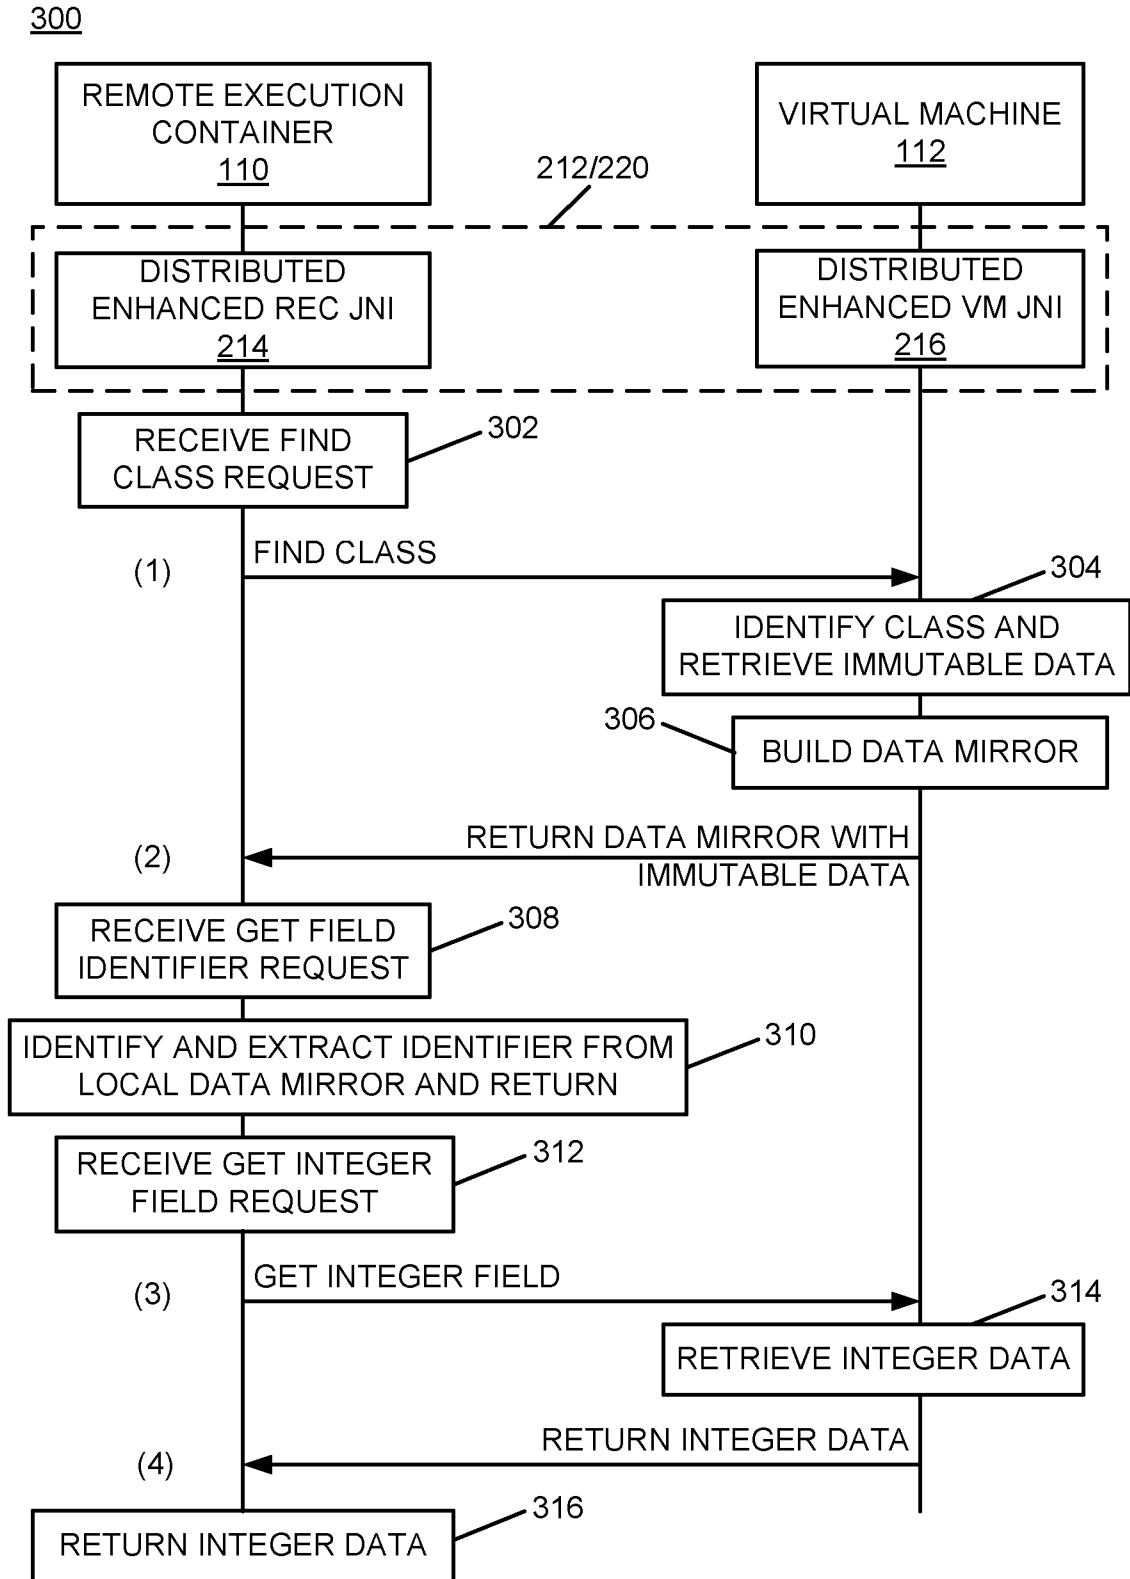 300
REMOTE EXECUTION
CONTAINER
110
VIRTUAL MACHINE
112
212/220
DISTRIBUTED
ENHANCED REC JNI
214
DISTRIBUTED
ENHANCED VM JNI
216
RECEIVE FIND
CLASS REQUEST
302
(1)
FIND CLASS
304
IDENTIFY CLASS AND
RETRIEVE IMMUTABLE DATA
306
BUILD DATA MIRROR
(2)
RETURN DATA MIRROR WITH
IMMUTABLE DATA
RECEIVE GET FIELD
IDENTIFIER REQUEST
308
IDENTIFY AND EXTRACT IDENTIFIER FROM
LOCAL DATA MIRROR AND RETURN
310
RECEIVE GET INTEGER
FIELD REQUEST
312
(3)
GET INTEGER FIELD
314
RETRIEVE INTEGER DATA
(4)
RETURN INTEGER DATA
RETURN INTEGER DATA
316